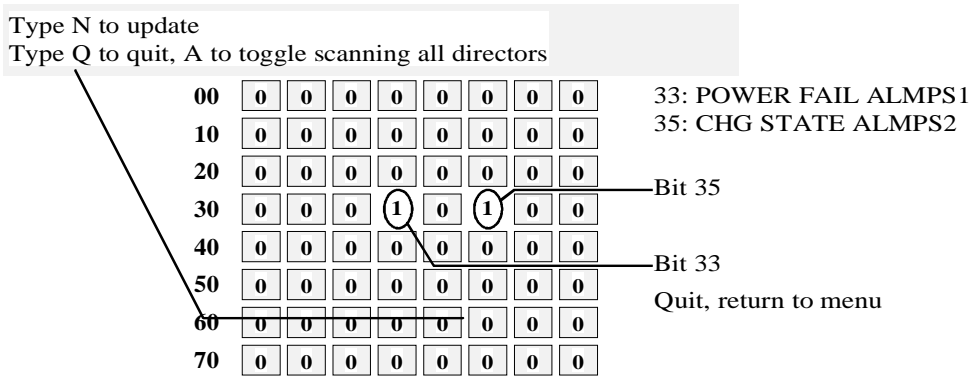 Type N to update
Type Q to quit, A to toggle scanning all directors
00 0 0 0 0 0 0 0 0
33: POWER FAIL ALMPS1
10 0 0 0 0 0 0 0 0
35: CHG STATE ALMPS2
20 0 0 0 0 0 0 0 0
Bit 35
30 0 0 0 1 0 1 0 0
40 0 0 0 0 0 0 0 0
Bit 33
50 0 0 0 0 0 0 0 0
Quit, return to menu
60 0 0 0 0 0 0 0 0
70 0 0 0 0 0 0 0 0